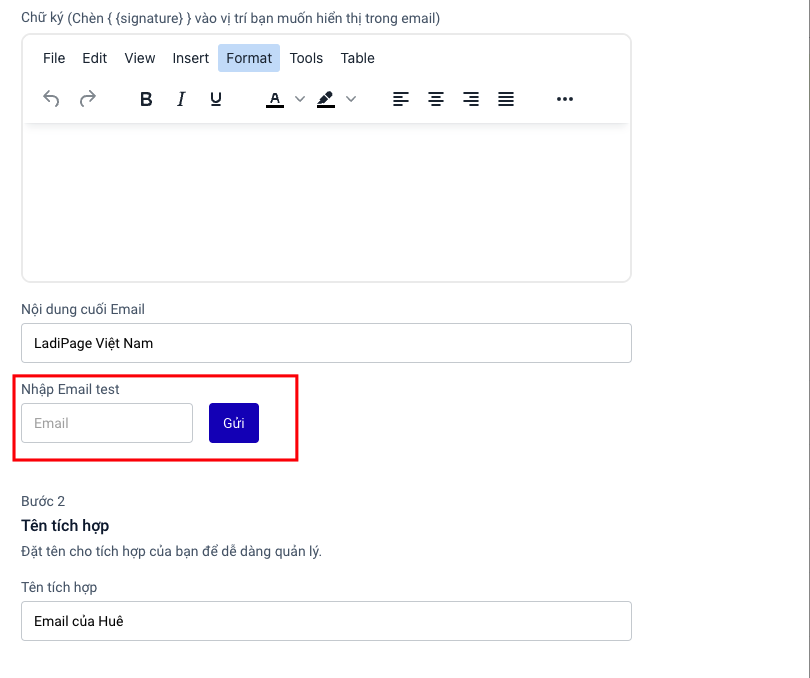 Chữ ký (Chèn { {signature} } vào vị trí bạn muốn hiển thị trong email)
File Edit View Insert Format Tools Table
B I U A
Nội dung cuối Email
LadiPage Việt Nam
Nhập Email test
Email Gửi
Bước 2
Tên tích hợp
Đặt tên cho tích hợp của bạn để dễ dàng quản lý.
Tên tích hợp
Email của Huê